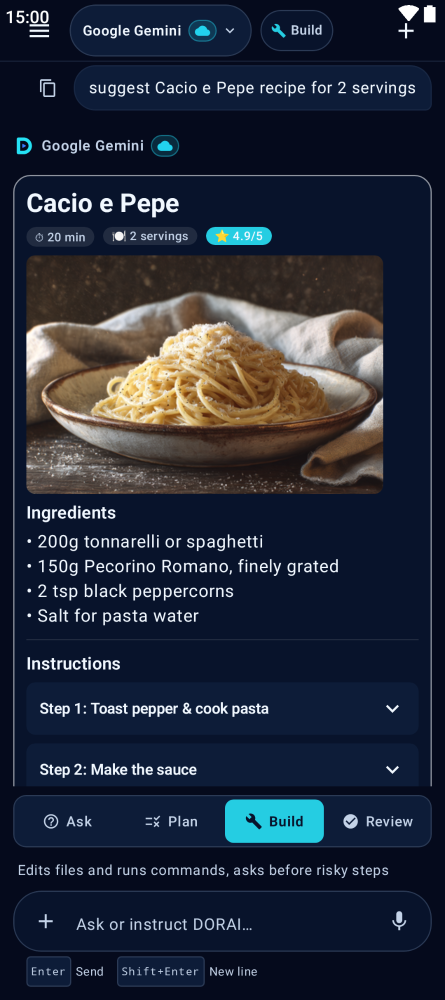 15:00
Google Gemini
Build
suggest Cacio e Pepe recipe for 2 servings
Google Gemini
Cacio e Pepe
⏱ 20 min
🍽 2 servings
⭐ 4.9/5
Ingredients
• 200g tonnarelli or spaghetti
• 150g Pecorino Romano, finely grated
• 2 tsp black peppercorns
• Salt for pasta water
Instructions
Step 1: Toast pepper & cook pasta
Step 2: Make the sauce
Ask
Plan
Build
Review
Edits files and runs commands, asks before risky steps
Ask or instruct DORAI…
Enter Send Shift+Enter New line